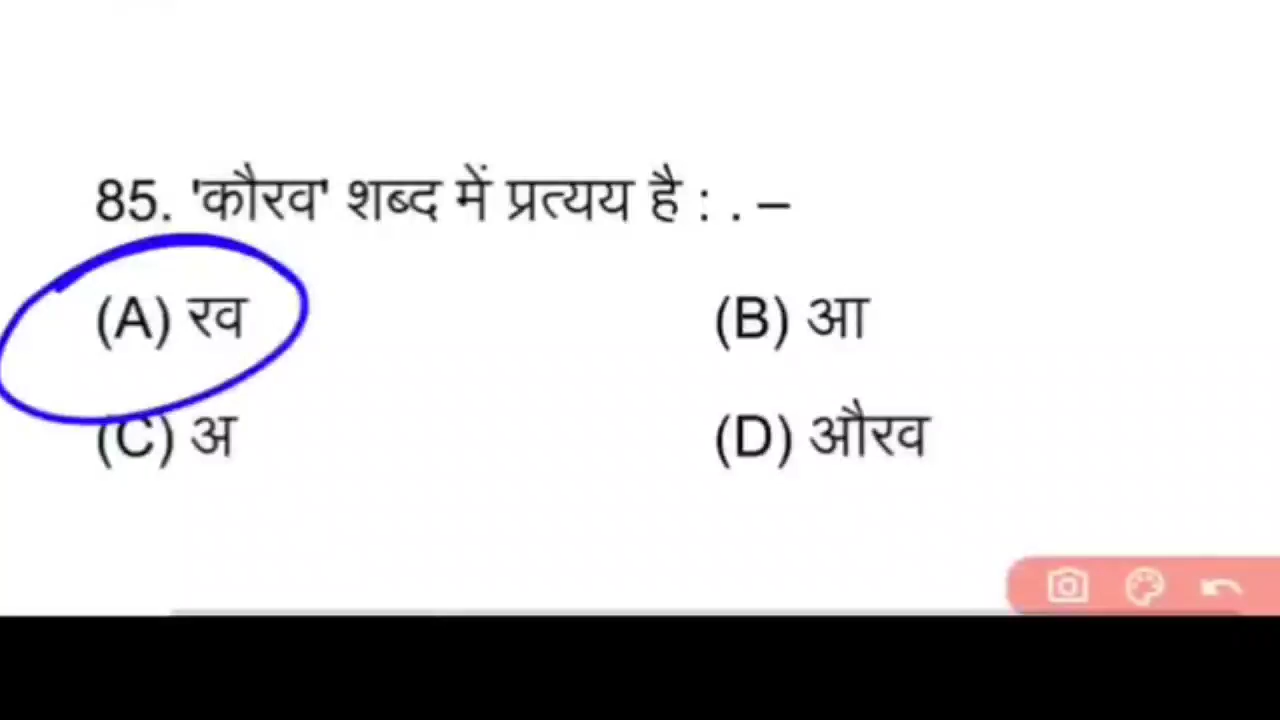 85. 'कौरव' शब्द में प्रत्यय है : . –
(A) रव
(B) आ
(C) अ
(D) औरव